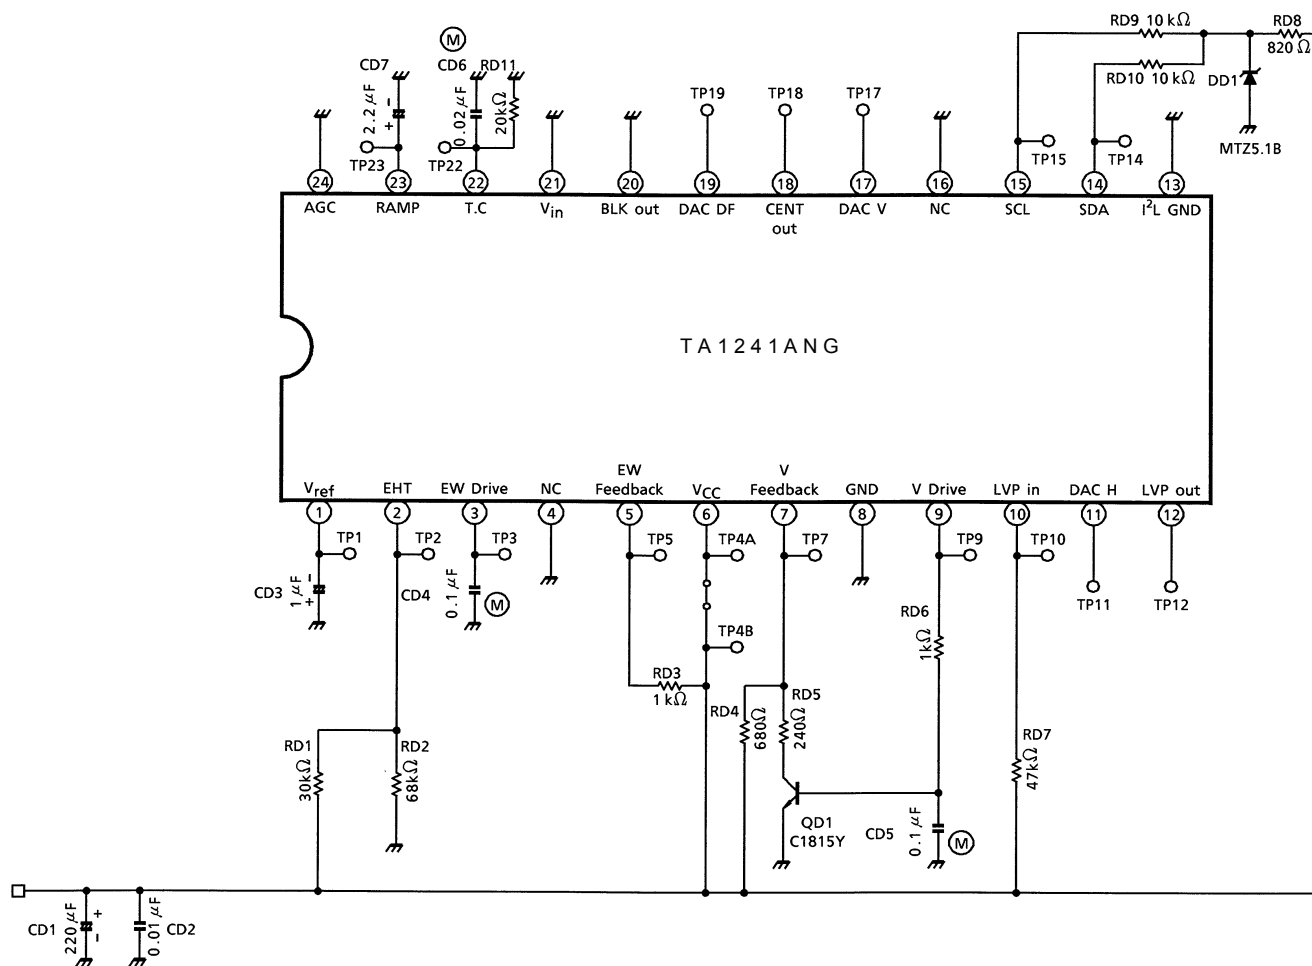 RD9 10 kΩ
RD8
820 Ω
M
CD7
CD6
RD11
RD10 10 kΩ
DD1
MTZ5.1B
2.2 μF
- +
0.02 μF
20kΩ
TP19
TP18
TP17
TP23
TP22
TP15
TP14
24
23
22
21
20
19
18
17
16
15
14
13
AGC
RAMP
T.C
Vin
BLK out
DAC DF
CENT out
DAC V
NC
SCL
SDA
I²L GND
TA1241ANG
Vref
EHT
EW Drive
NC
EW Feedback
VCC
V Feedback
GND
V Drive
LVP in
DAC H
LVP out
1
2
3
4
5
6
7
8
9
10
11
12
TP1
TP2
TP3
TP5
TP4A
TP7
TP9
TP10
CD3
1 μF
- +
CD4
0.1 μF
M
TP11
TP12
TP4B
RD6
1kΩ
RD3
1 kΩ
RD4
680Ω
RD5
240Ω
RD1
30kΩ
RD2
68kΩ
RD7
47kΩ
QD1
C1815Y
CD5
0.1 μF
M
CD1
220 μF
+ -
0.01 μF
CD2